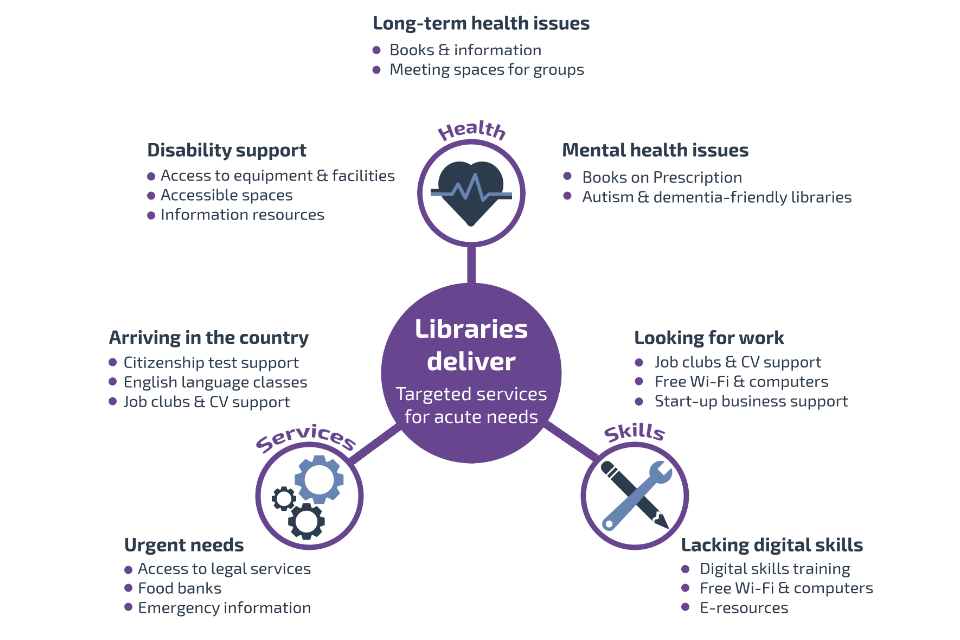 Long-term health issues
Books & information
Meeting spaces for groups
Health
Disability support
Access to equipment & facilities
Accessible spaces
Information resources
Mental health issues
Books on Prescription
Autism & dementia-friendly libraries
Libraries
deliver
Targeted services
for acute needs
Arriving in the country
Citizenship test support
English language classes
Job clubs & CV support
Looking for work
Job clubs & CV support
Free Wi-Fi & computers
Start-up business support
Services
Skills
Urgent needs
Access to legal services
Food banks
Emergency information
Lacking digital skills
Digital skills training
Free Wi-Fi & computers
E-resources